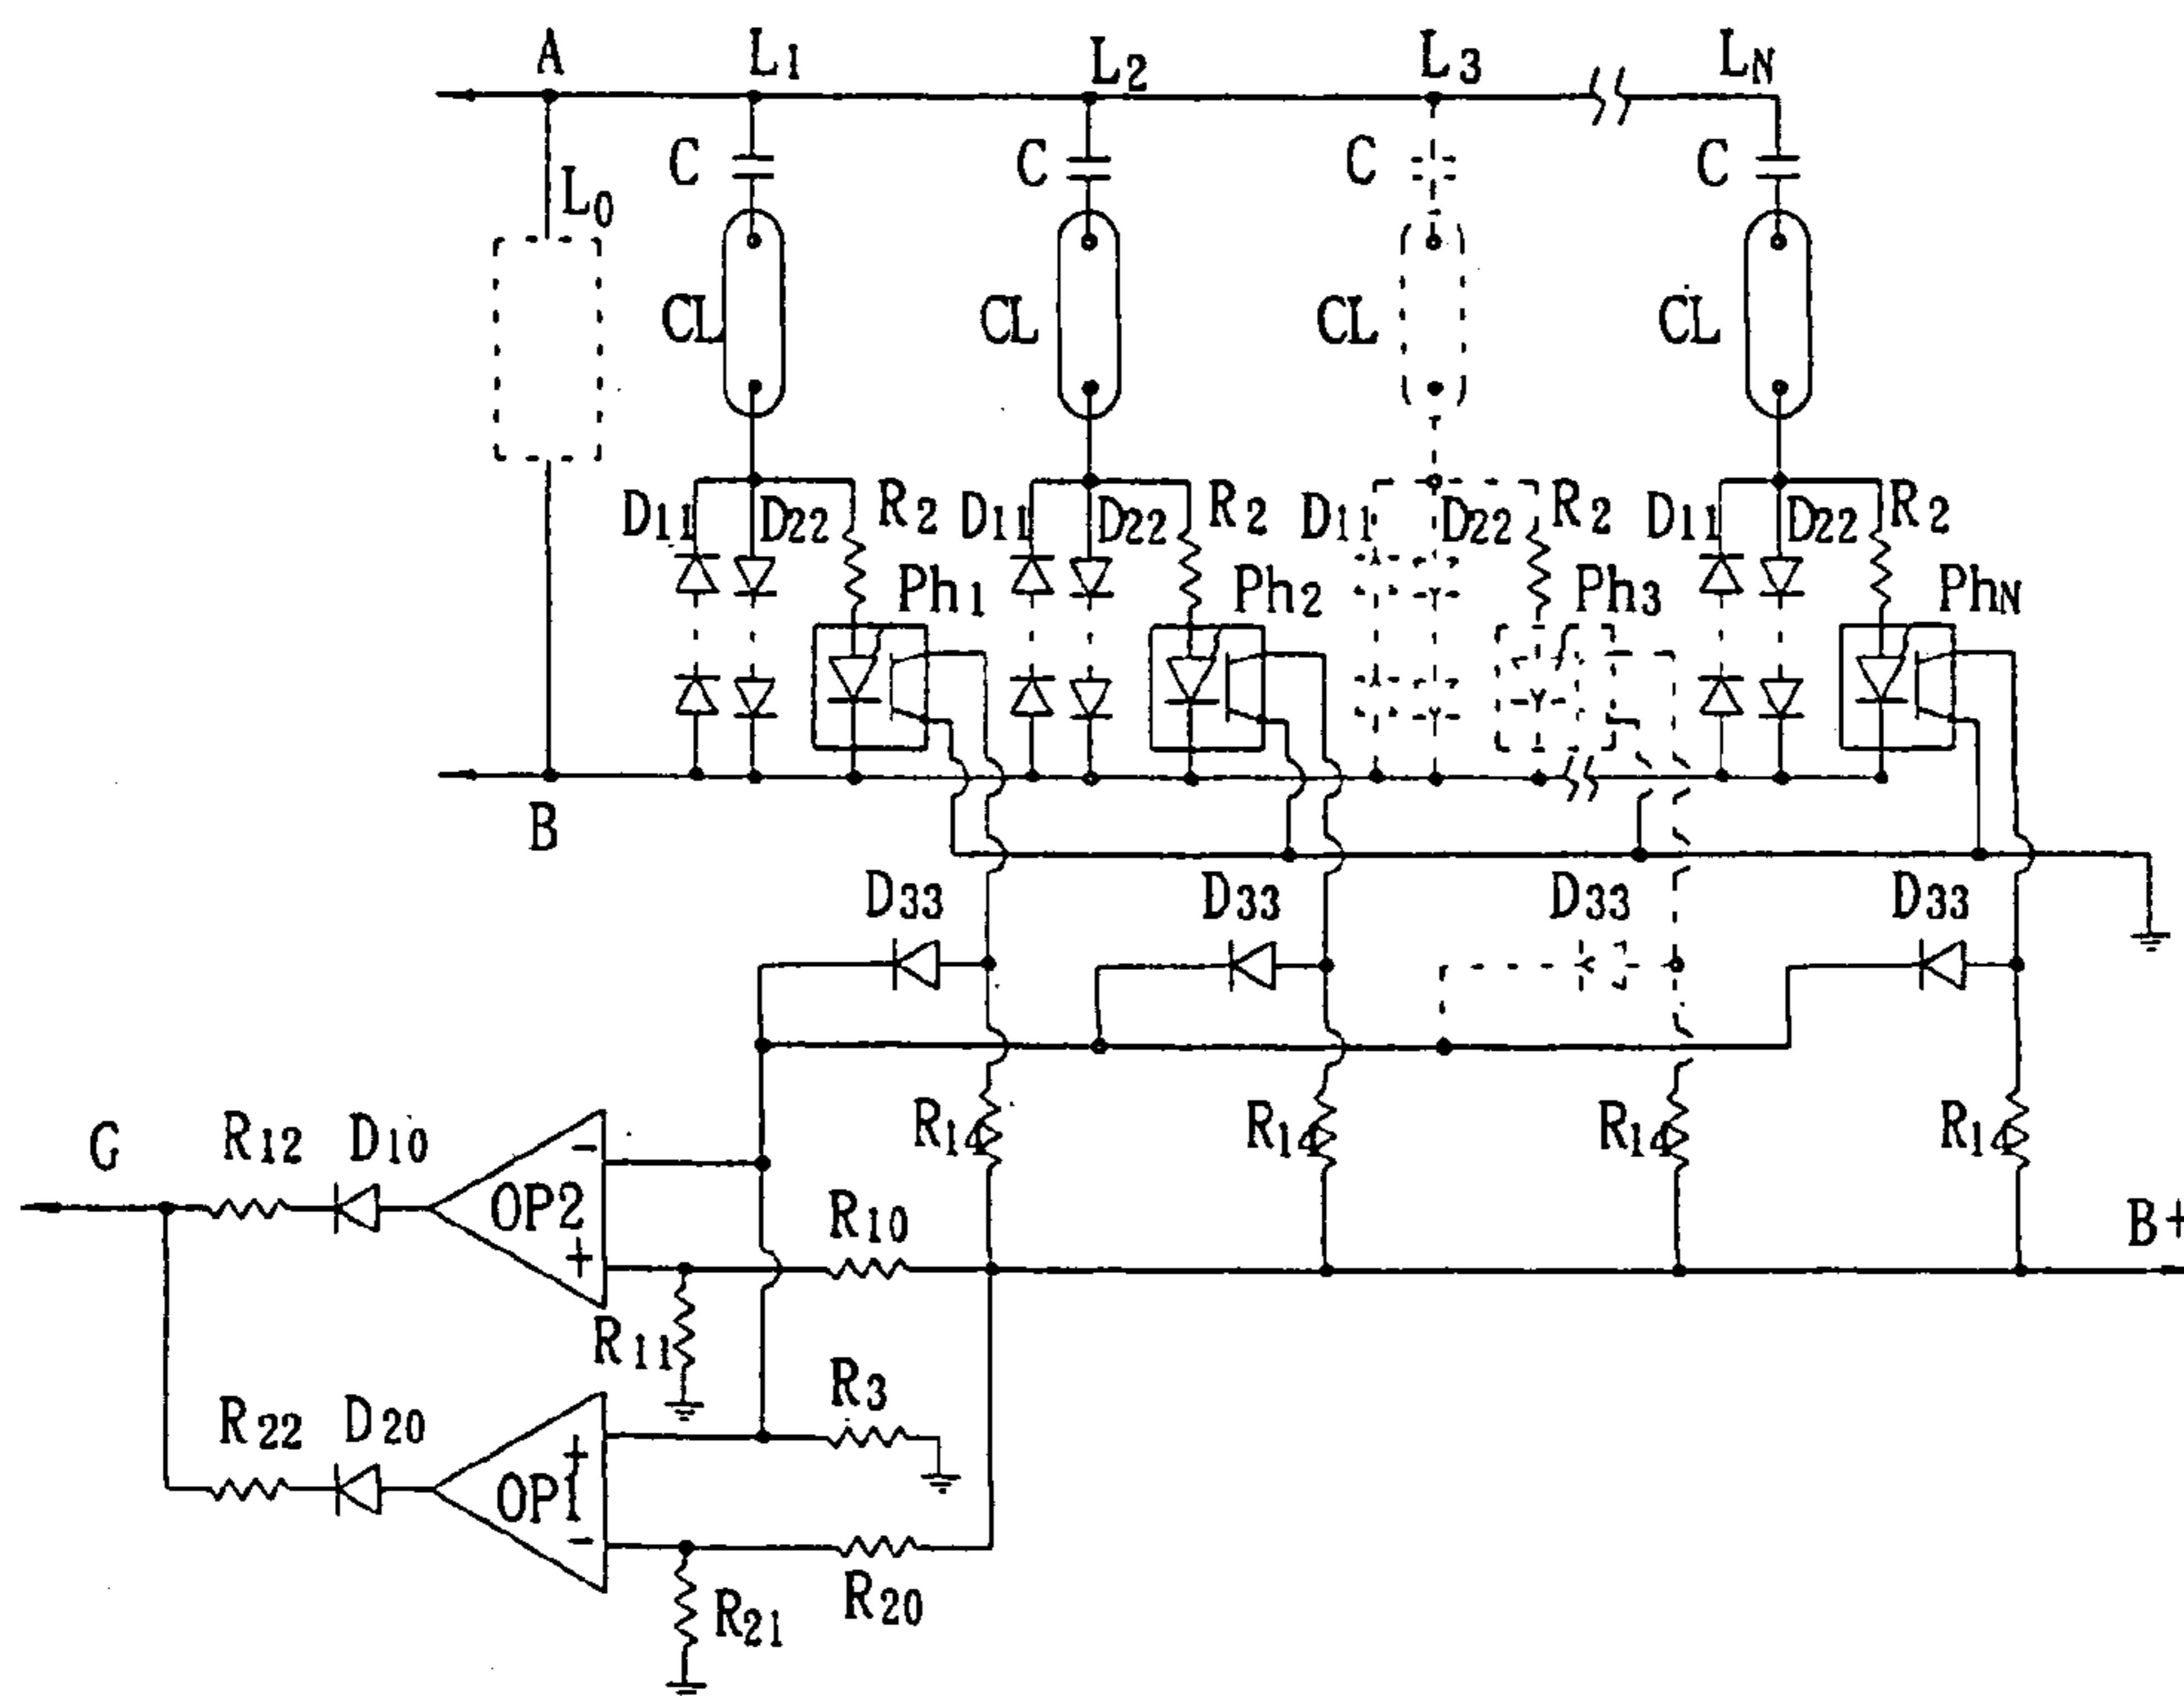 A L1 L2 L3 LN
C C C C
L0
CL CL CL CL
D11 D22 R2 D11 D22 R2 D11 D22 R2 D11 D22 R2
Ph1 Ph2 Ph3 PhN
B
D33 D33 D33 D33
G R12 D10 - OP2 + R14 R14 R14 R14
R10 B+
R11
R3
R22 D20 + OP1 -
R20
R21